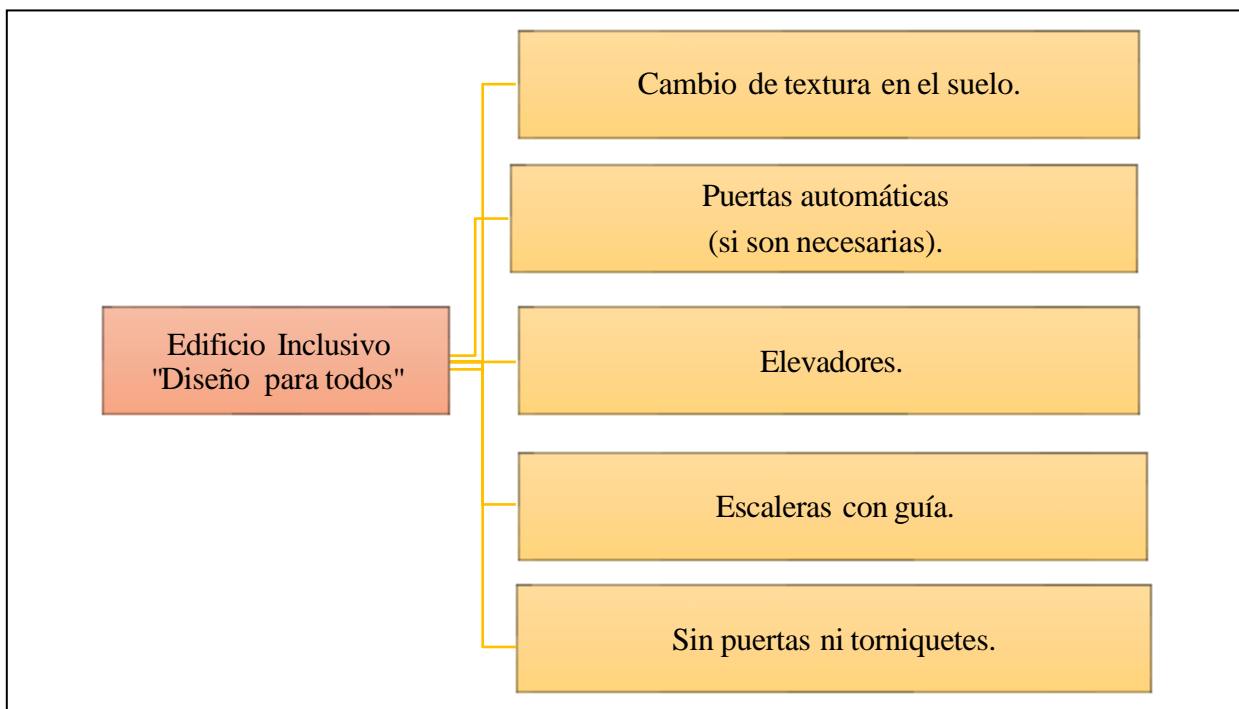 Cambio de textura en el suelo.
Puertas automáticas
(si son necesarias).
Edificio Inclusivo
"Diseño para todos"
Elevadores.
Escaleras con guía.
Sin puertas ni torniquetes.